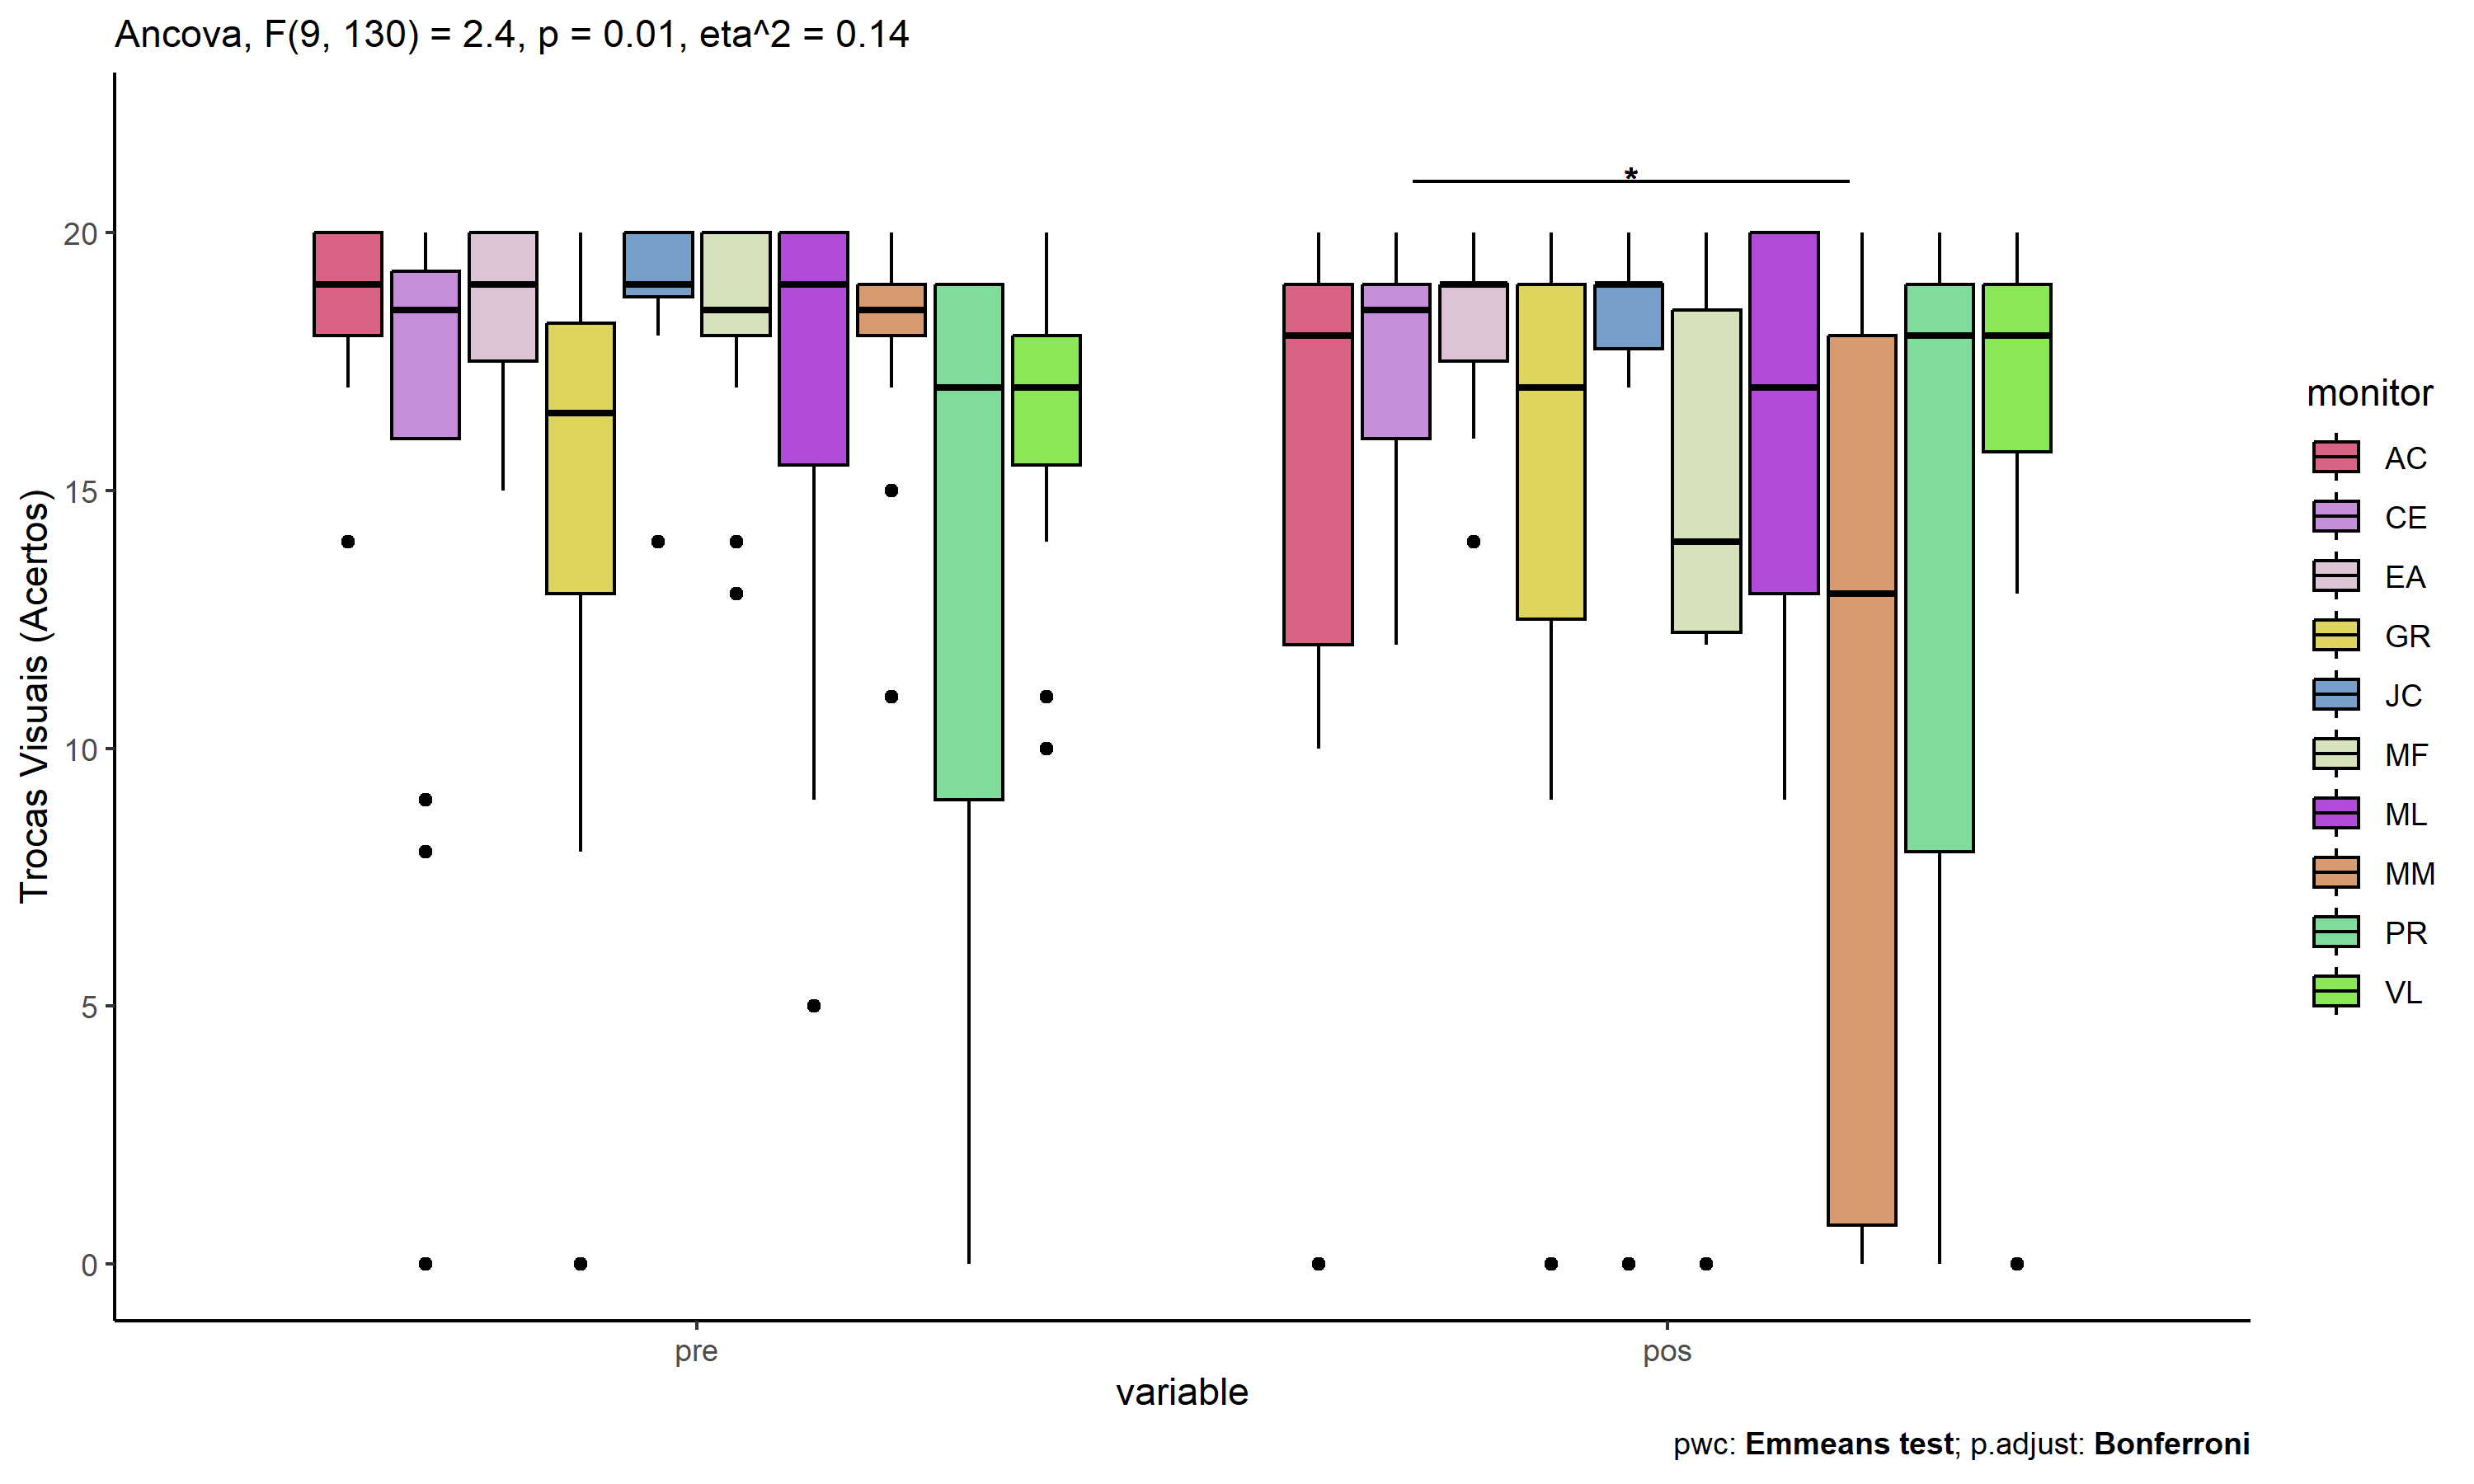 Ancova, F(9, 130) = 2.4, p = 0.01, eta^2 = 0.14
*
Trocas Visuais (Acertos)
20
15
10
5
0
pre
pos
variable
monitor
AC
CE
EA
GR
JC
MF
ML
MM
PR
VL
pwc: Emmeans test; p.adjust: Bonferroni